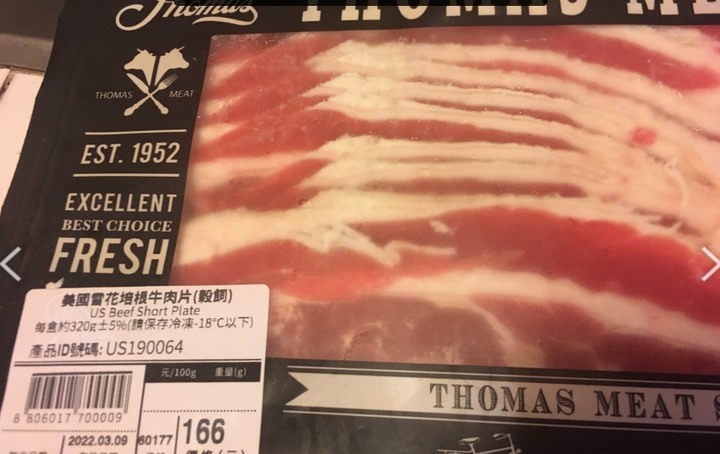 Thomas
THOMAS ME
THOMAS MEAT
EST. 1952
EXCELLENT
BEST CHOICE
FRESH
美國雪花培根牛肉片(穀飼)
US Beef Short Plate
每盒約320g±5%(請保存冷凍-18°C以下)
產品ID號碼: US190064
元/100g 重量(g)
8 806017 700009
2022.03.09
60177
166
THOMAS MEAT S